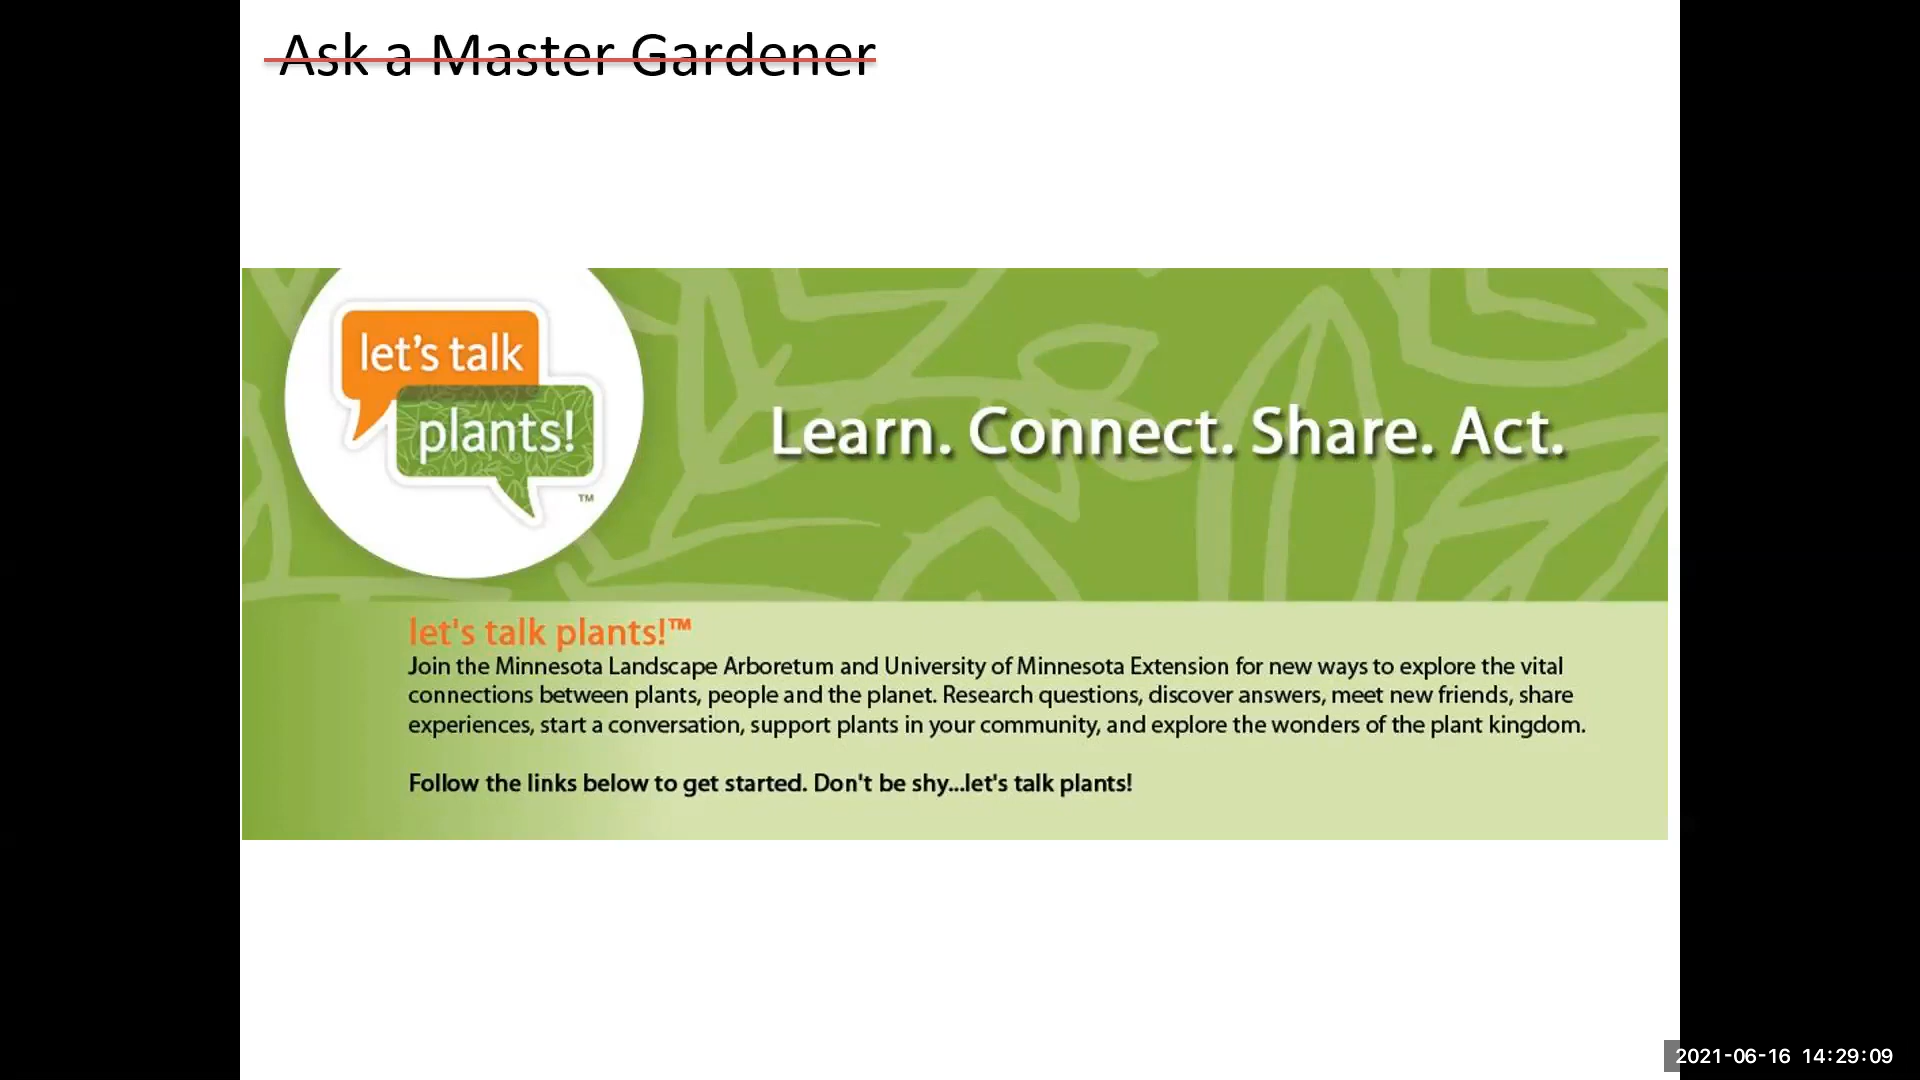 Ask a Master Gardener
let's talk
plants!
™
Learn. Connect. Share. Act.
let's talk plants!™
Join the Minnesota Landscape Arboretum and University of Minnesota Extension for new ways to explore the vital
connections between plants, people and the planet. Research questions, discover answers, meet new friends, share
experiences, start a conversation, support plants in your community, and explore the wonders of the plant kingdom.
Follow the links below to get started. Don't be shy...let's talk plants!
2021-06-16 14:29:09